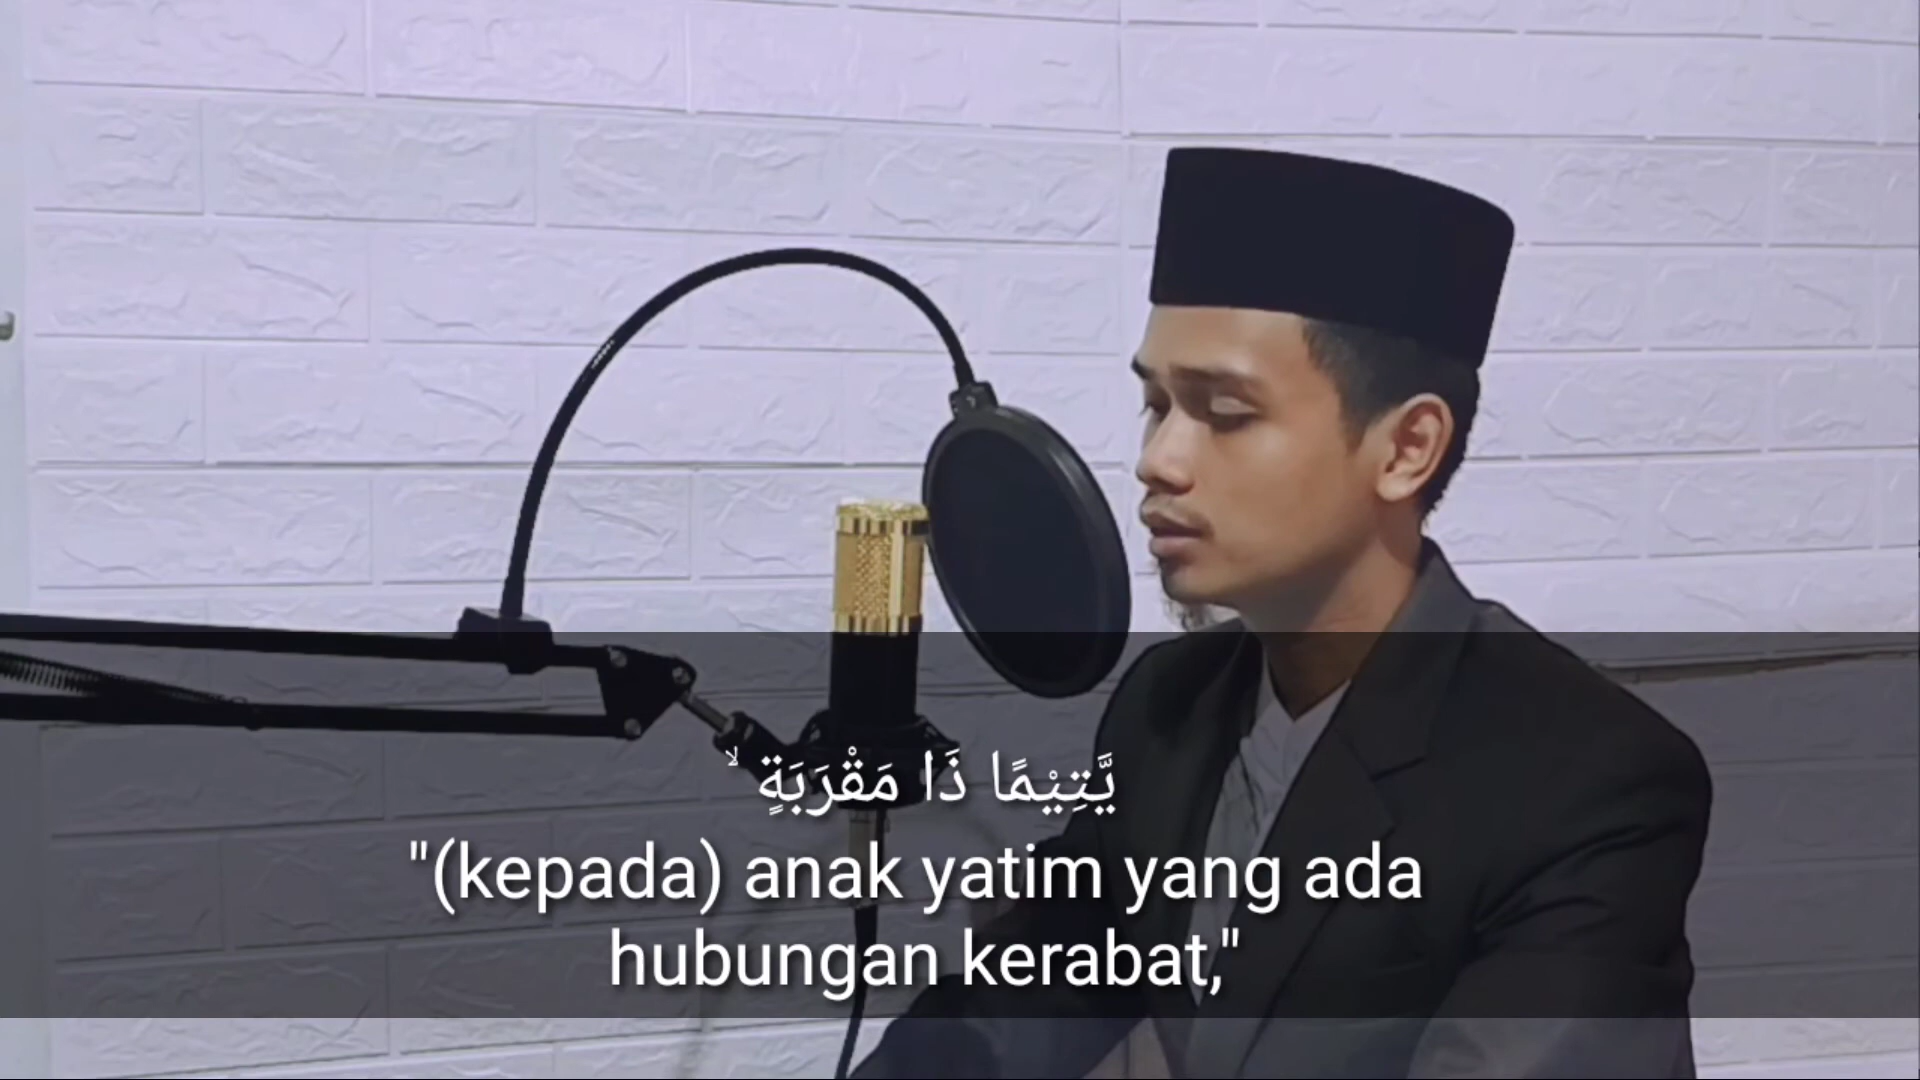 يَّتِيْمًا ذَا مَقْرَبَةٍ ۙ
"(kepada) anak yatim yang ada
hubungan kerabat,"